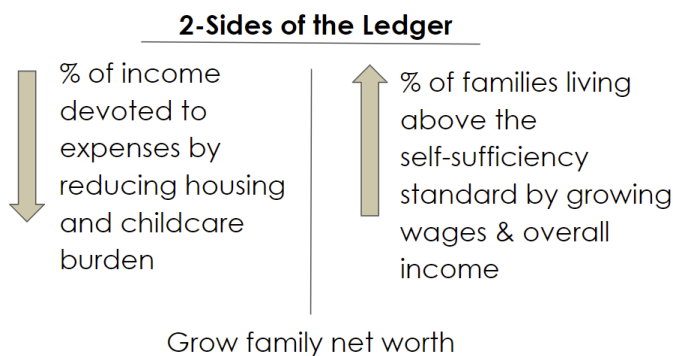 2-Sides of the Ledger
% of income
devoted to
expenses by
reducing housing
and childcare
burden
% of families living
above the
self-sufficiency
standard by growing
wages & overall
income
Grow family net worth